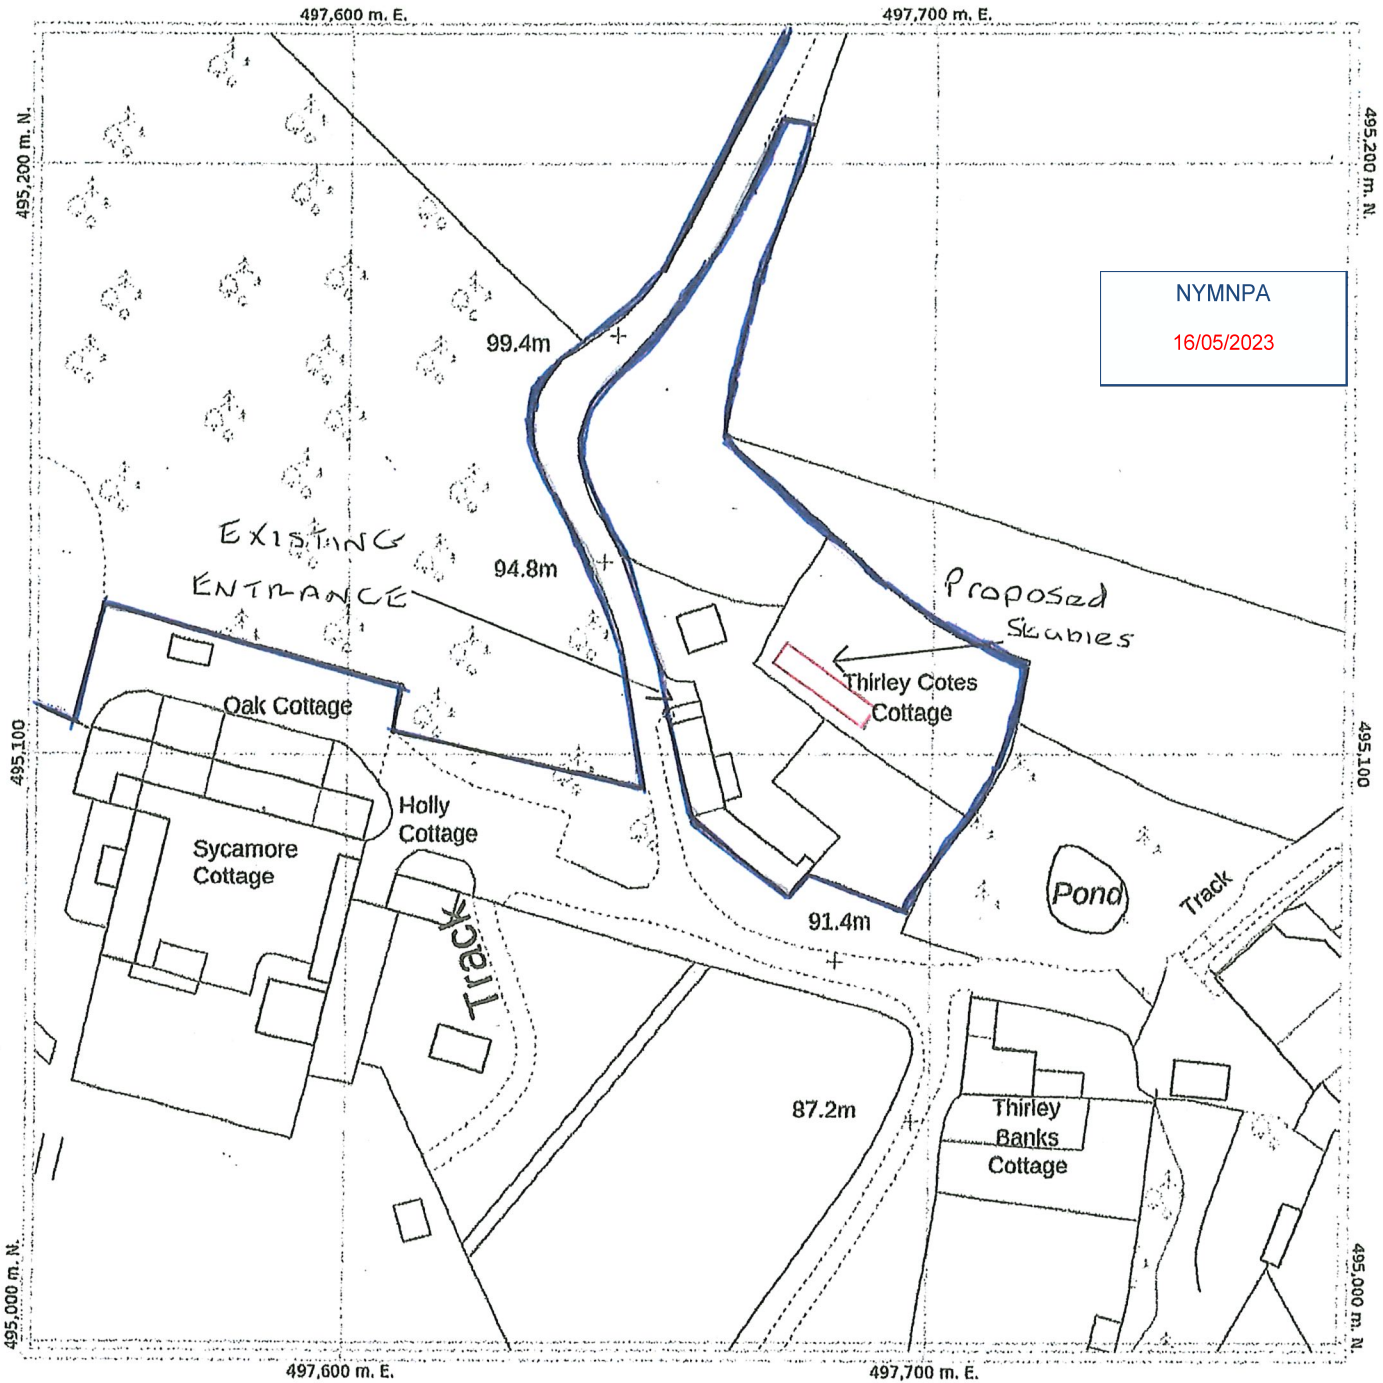 497,600 m. E.
497,700 m. E.
495,200 m. N.
495,200 m. N.
NYMNPA
16/05/2023
99.4m
EXISTING
ENTRANCE
94.8m
Proposed
Stables
Thirley Cotes
Cottage
Oak Cottage
495,100
495,100
Holly
Cottage
Sycamore
Cottage
Track
Pond
Track
91.4m
87.2m
Thirley
Banks
Cottage
495,000 m. N.
495,000 m. N.
497,600 m. E.
497,700 m. E.